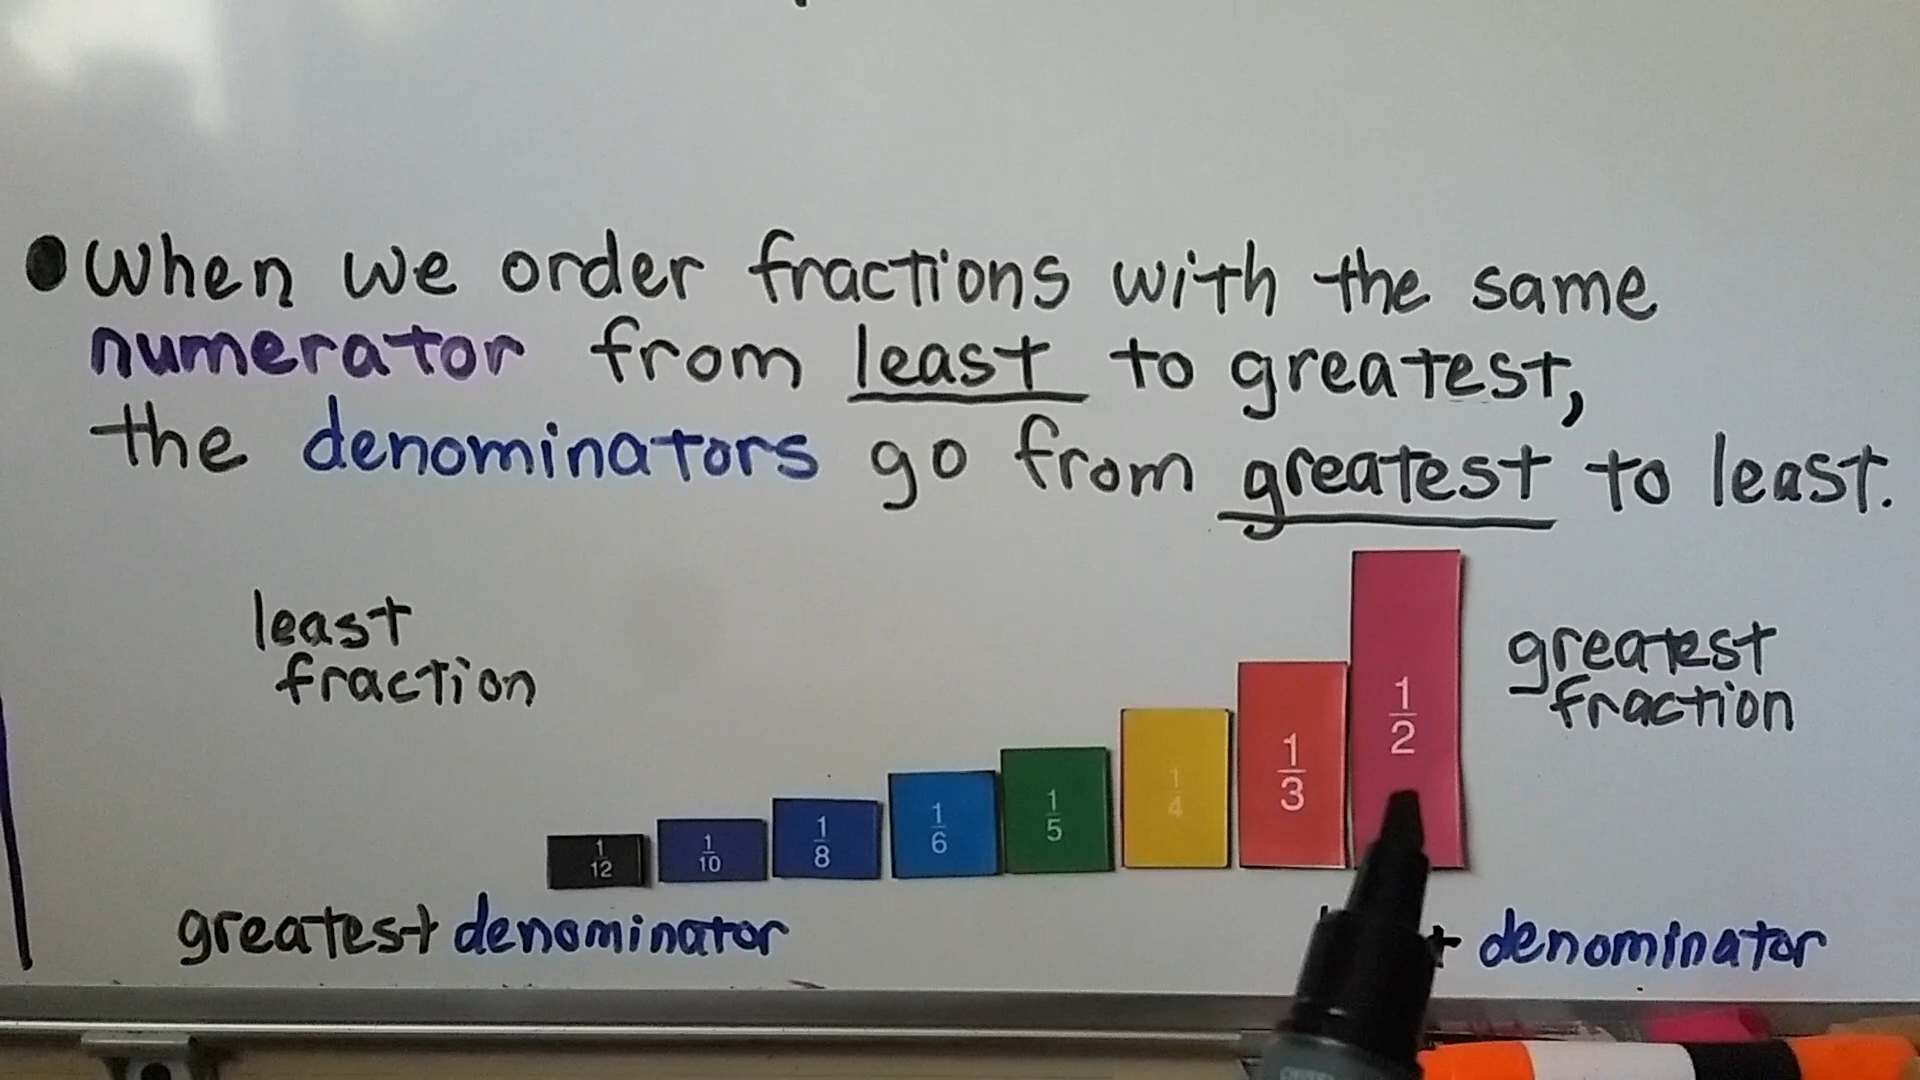 When we order fractions with the same
numerator from least to greatest,
the denominators go from greatest to least.
least
fraction
greatest
fraction
1/12 1/10 1/8 1/6 1/5 1/4 1/3 1/2
greatest denominator
denominator